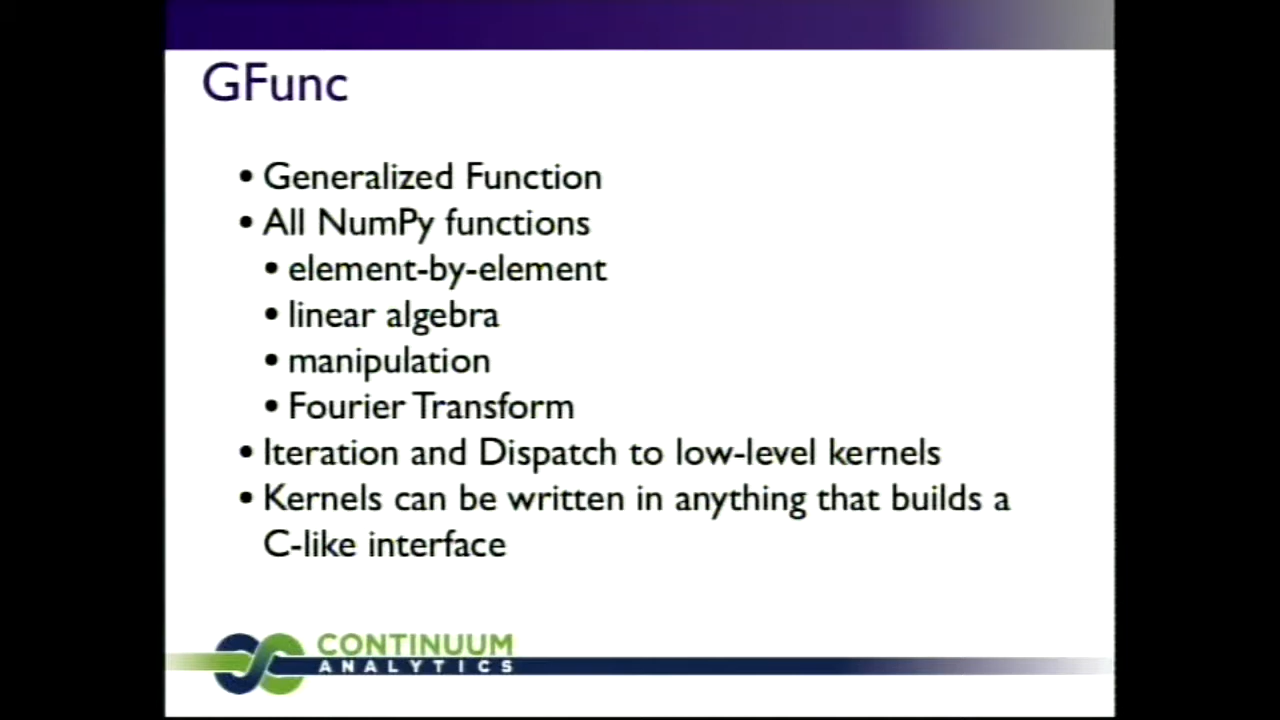 GFunc
• Generalized Function
• All NumPy functions
• element-by-element
• linear algebra
• manipulation
• Fourier Transform
• Iteration and Dispatch to low-level kernels
• Kernels can be written in anything that builds a
C-like interface
CONTINUUM
ANALYTICS